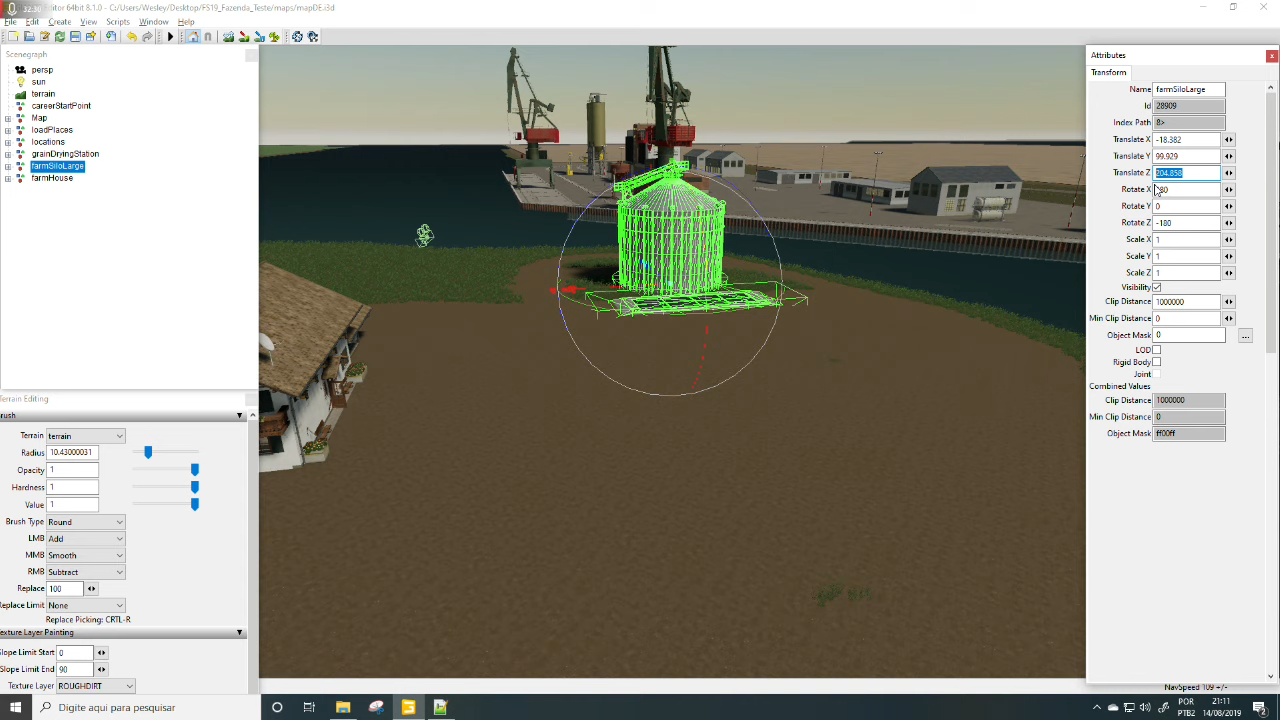 32:30
Editor 64bit 8.1.0 - C:/Users/Wesley/Desktop/FS19_Fazenda_Teste/maps/mapDE.i3d
File Edit Create View Scripts Window Help
Scenegraph
persp
sun
terrain
careerStartPoint
Map
loadPlaces
locations
grainDryingStation
farmSiloLarge
farmHouse
Terrain Editing
rush
Terrain terrain
Radius 10.43000031
Opacity 1
Hardness 1
Value 1
Brush Type Round
LMB Add
MMB Smooth
RMB Subtract
Replace 100
Replace Limit None
Replace Picking: CRTL-R
exture Layer Painting
Slope Limit Start 0
Slope Limit End 90
Texture Layer ROUGHDIRT
Attributes
Transform
Name farmSiloLarge
Id 28909
Index Path 8>
Translate X -18.382
Translate Y 99.929
Translate Z 204.858
Rotate X
Rotate Y 0
Rotate Z -180
Scale X 1
Scale Y 1
Scale Z 1
Visibility
Clip Distance 1000000
Min Clip Distance 0
Object Mask 0 ...
LOD
Rigid Body
Joint
Combined Values
Clip Distance 1000000
Min Clip Distance 0
Object Mask ff00ff
NavSpeed 109 +/-
Digite aqui para pesquisar
POR
PTB2
21:11
14/08/2019
2